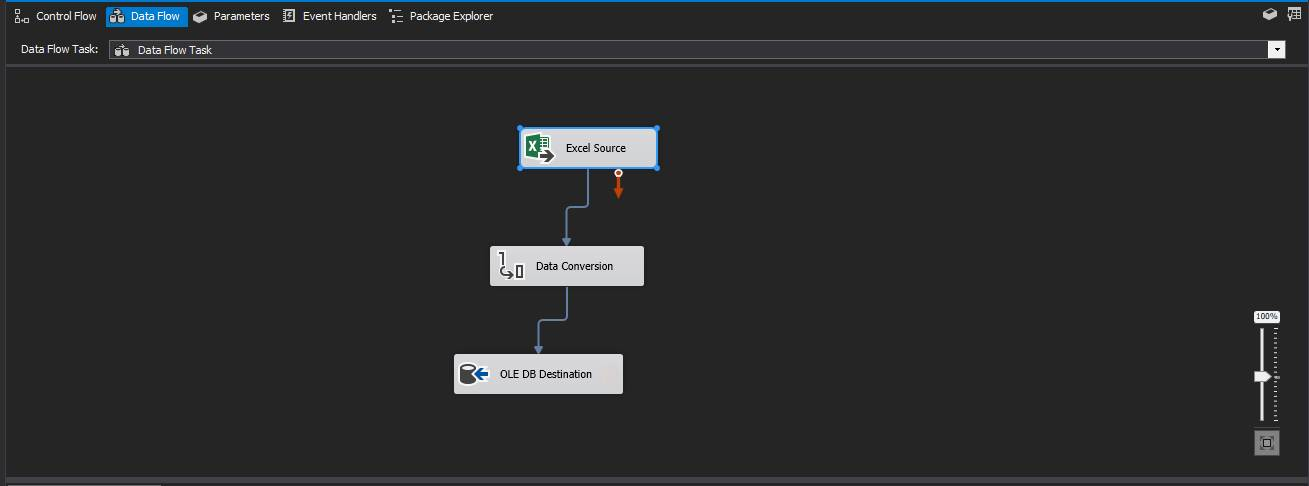 Control Flow Data Flow Parameters Event Handlers Package Explorer
Data Flow Task: Data Flow Task
Excel Source
Data Conversion
100%
OLE DB Destination